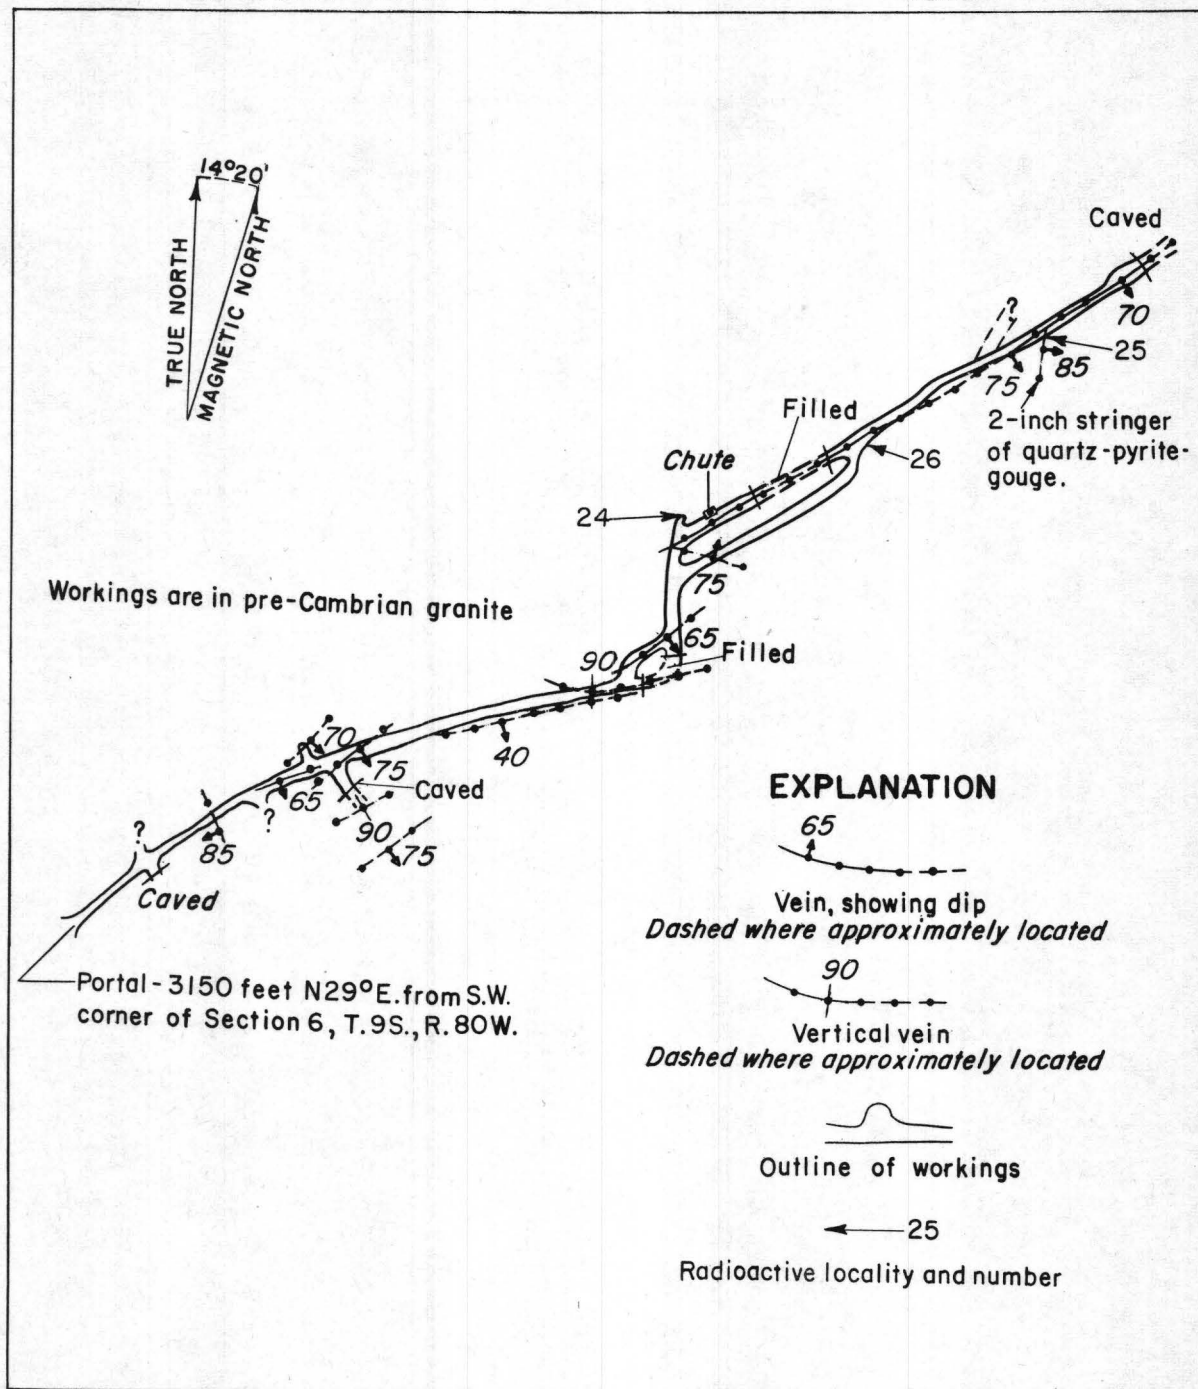 14°20'
TRUE NORTH
MAGNETIC NORTH
Caved
70
?
25
85
75
2-inch stringer
of quartz-pyrite-
gouge.
Filled
26
Chute
24
75
Workings are in pre-Cambrian granite
65
Filled
90
70
75
40
Caved
65
?
90
75
?
85
Caved
Portal - 3150 feet N29°E. from S.W.
corner of Section 6, T. 9S., R. 80W.
EXPLANATION
65
Vein, showing dip
Dashed where approximately located
90
Vertical vein
Dashed where approximately located
Outline of workings
25
Radioactive locality and number